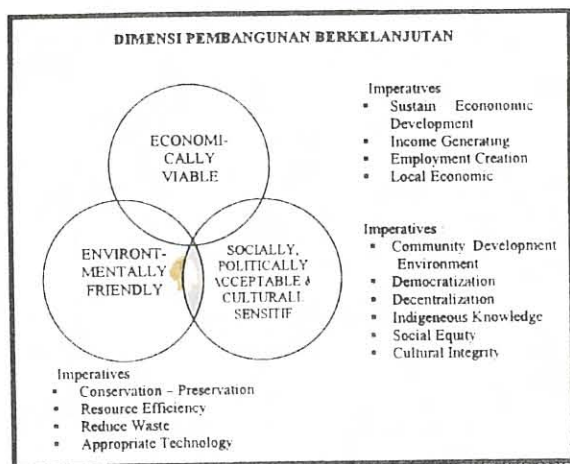 DIMENSI PEMBANGUNAN BERKELANJUTAN
ECONOMI-
CALLY
VIABLE
ENVIRONT-
MENTALLY
FRIENDLY
SOCIALLY,
POLITICALLY
ACCEPTABLE &
CULTURALL
SENSITIF
Imperatives
▪ Sustain Econonomic
Development
▪ Income Generating
▪ Employment Creation
▪ Local Economic
Imperatives
▪ Community Development
Environment
▪ Democratization
▪ Decentralization
▪ Indigeneous Knowledge
▪ Social Equity
▪ Cultural Integrity
Imperatives
▪ Conservation – Preservation
▪ Resource Efficiency
▪ Reduce Waste
▪ Appropriate Technology